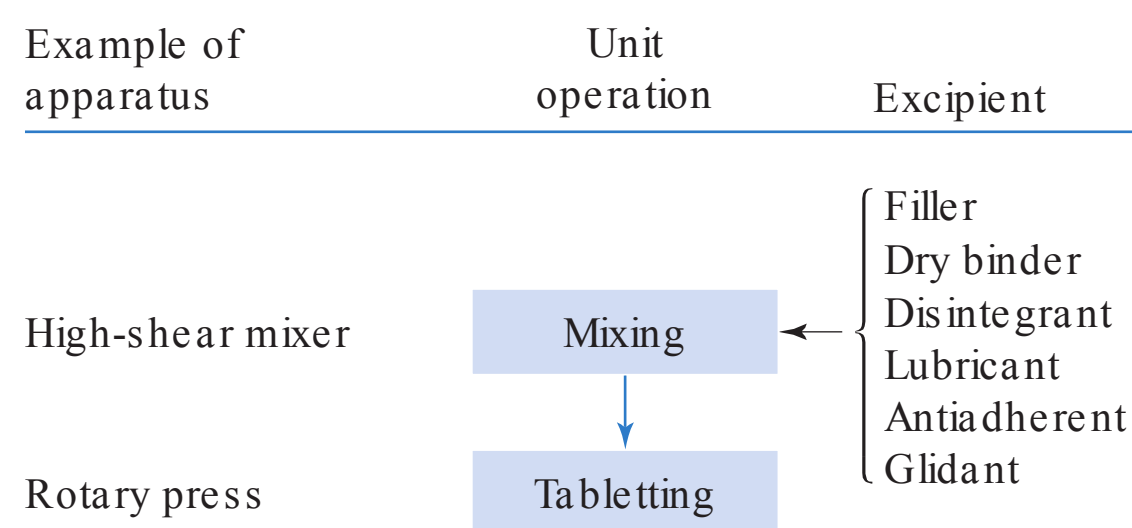 Example of
apparatus
Unit
operation
Excipient
Filler
Dry binder
Disintegrant
High-shear mixer
Mixing
Lubricant
Antiadherent
Glidant
Rotary press
Tabletting